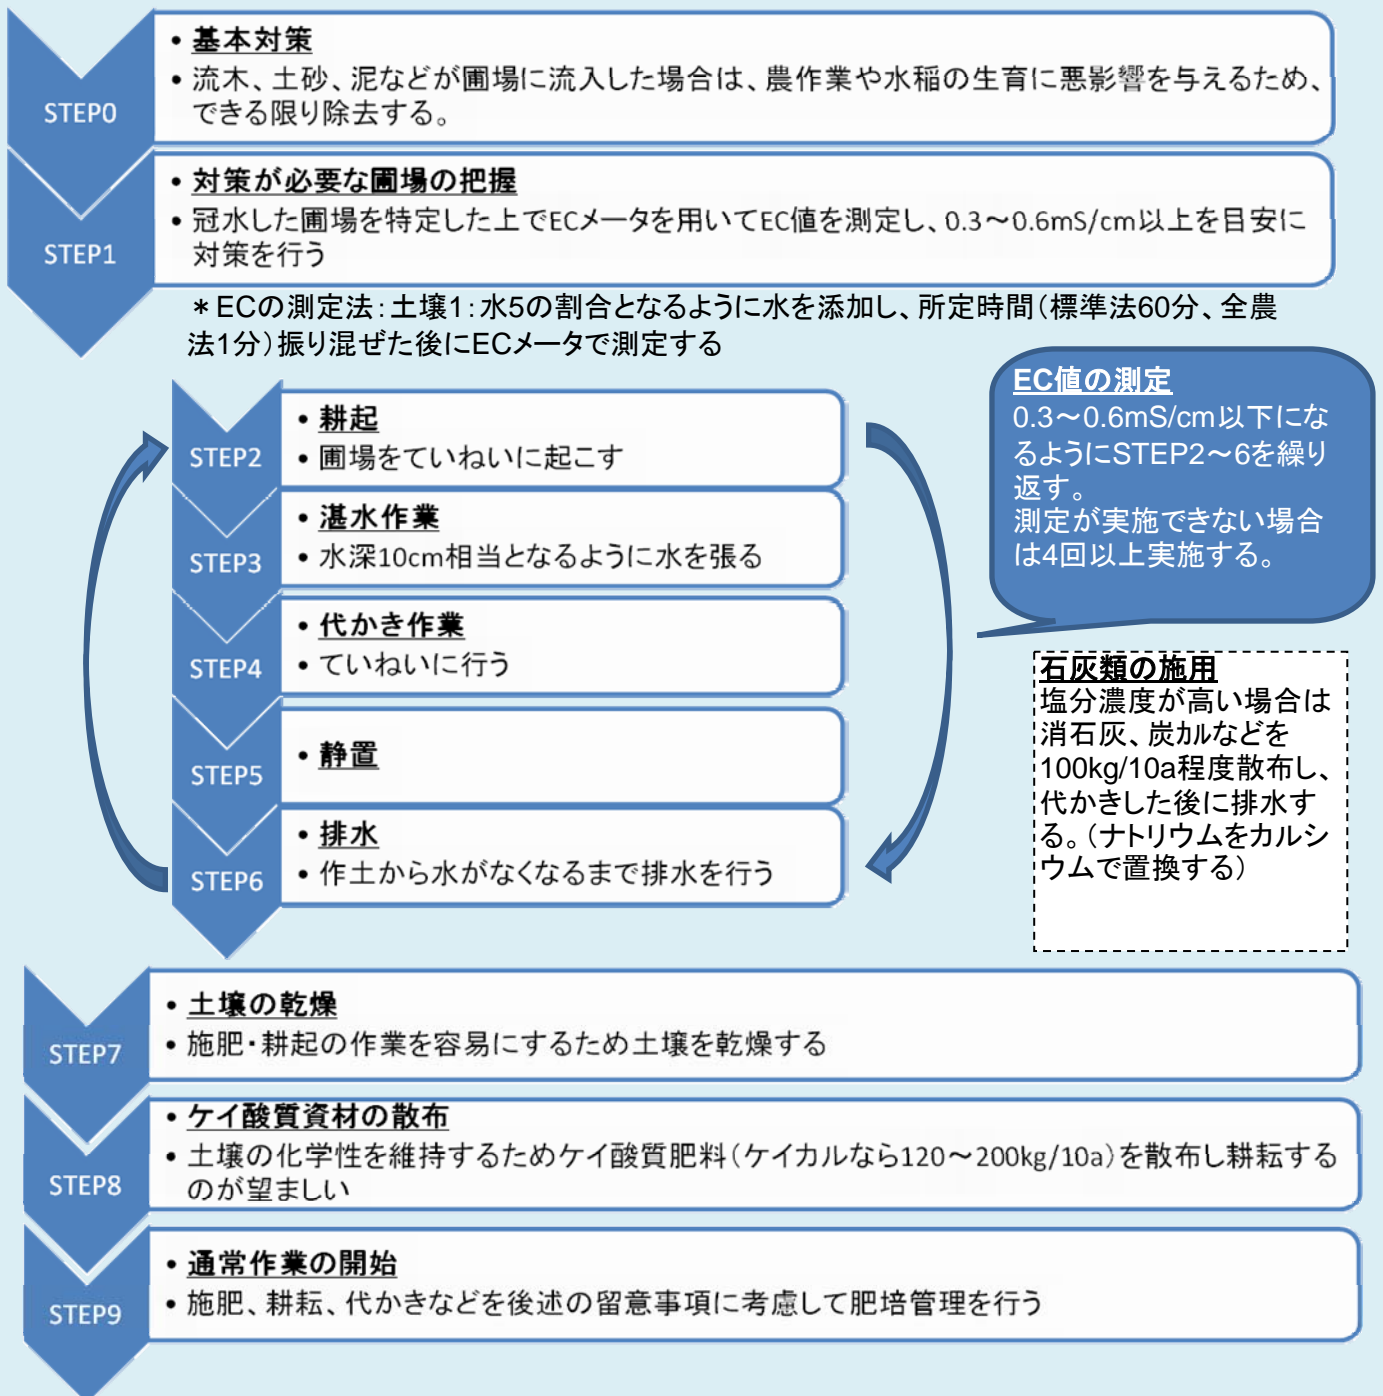 STEP0
・基本対策
・流木、土砂、泥などが圃場に流入した場合は、農作業や水稲の生育に悪影響を与えるため、
できる限り除去する。
STEP1
・対策が必要な圃場の把握
・冠水した圃場を特定した上でECメータを用いてEC値を測定し、0.3～0.6mS/cm以上を目安に
対策を行う
＊ECの測定法：土壌1：水5の割合となるように水を添加し、所定時間（標準法60分、全農
法1分）振り混ぜた後にECメータで測定する
STEP2
・耕起
・圃場をていねいに起こす
STEP3
・湛水作業
・水深10cm相当となるように水を張る
STEP4
・代かき作業
・ていねいに行う
STEP5
・静置
STEP6
・排水
・作土から水がなくなるまで排水を行う
EC値の測定
0.3～0.6mS/cm以下にな
るようにSTEP2～6を繰り
返す。
測定が実施できない場合
は4回以上実施する。
石灰類の施用
塩分濃度が高い場合は
消石灰、炭ｶﾙなどを
100kg/10a程度散布し、
代かきした後に排水す
る。（ナトリウムをカルシ
ウムで置換する）
STEP7
・土壌の乾燥
・施肥・耕起の作業を容易にするため土壌を乾燥する
STEP8
・ケイ酸質資材の散布
・土壌の化学性を維持するためケイ酸質肥料（ケイカルなら120～200kg/10a）を散布し耕耘する
のが望ましい
STEP9
・通常作業の開始
・施肥、耕耘、代かきなどを後述の留意事項に考慮して肥培管理を行う